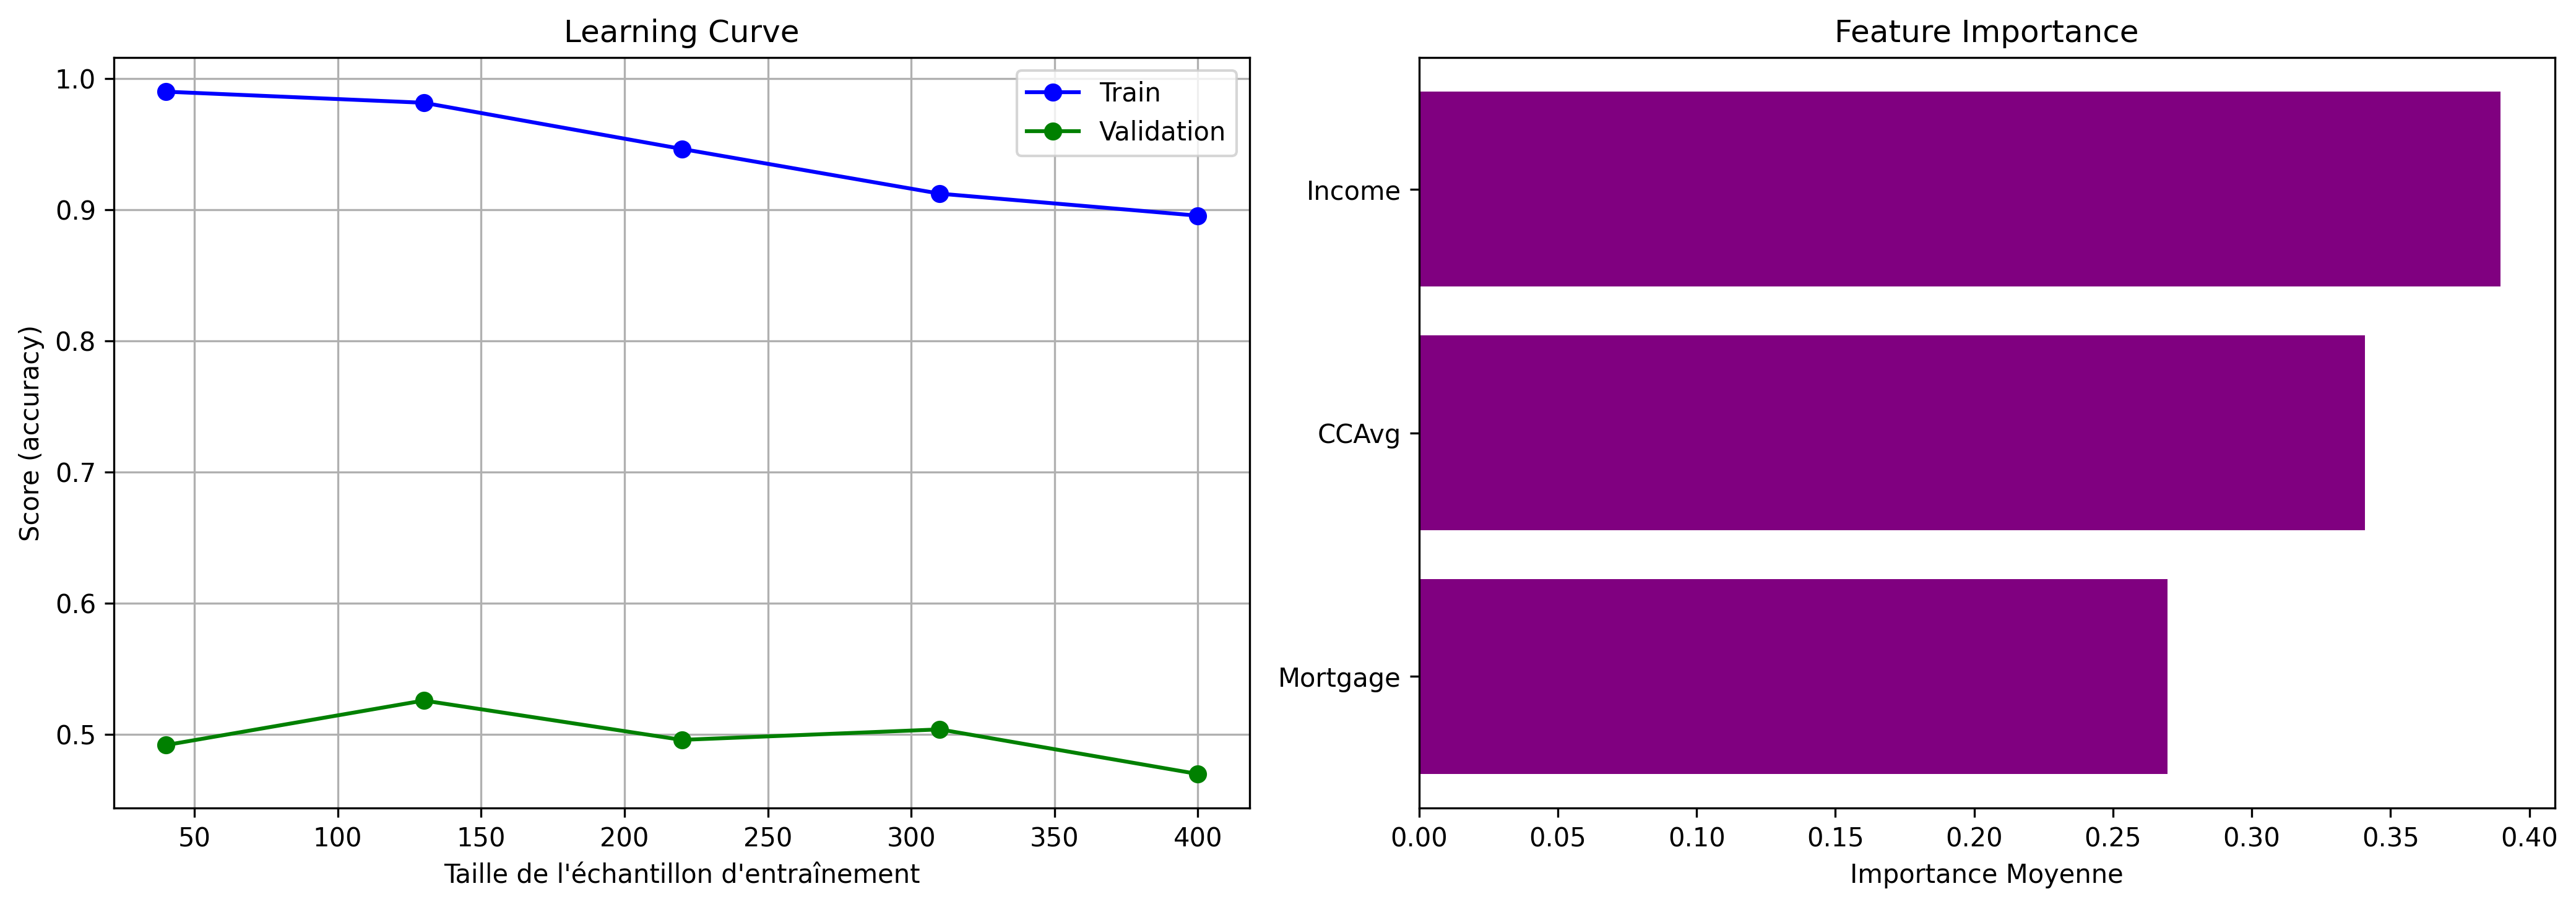 Learning Curve
Score (accuracy)
1.0
0.9
0.8
0.7
0.6
0.5
Train
Validation
50 100 150 200 250 300 350 400
Taille de l'échantillon d'entraînement
Feature Importance
Income
CCAvg
Mortgage
0.00 0.05 0.10 0.15 0.20 0.25 0.30 0.35 0.40
Importance Moyenne